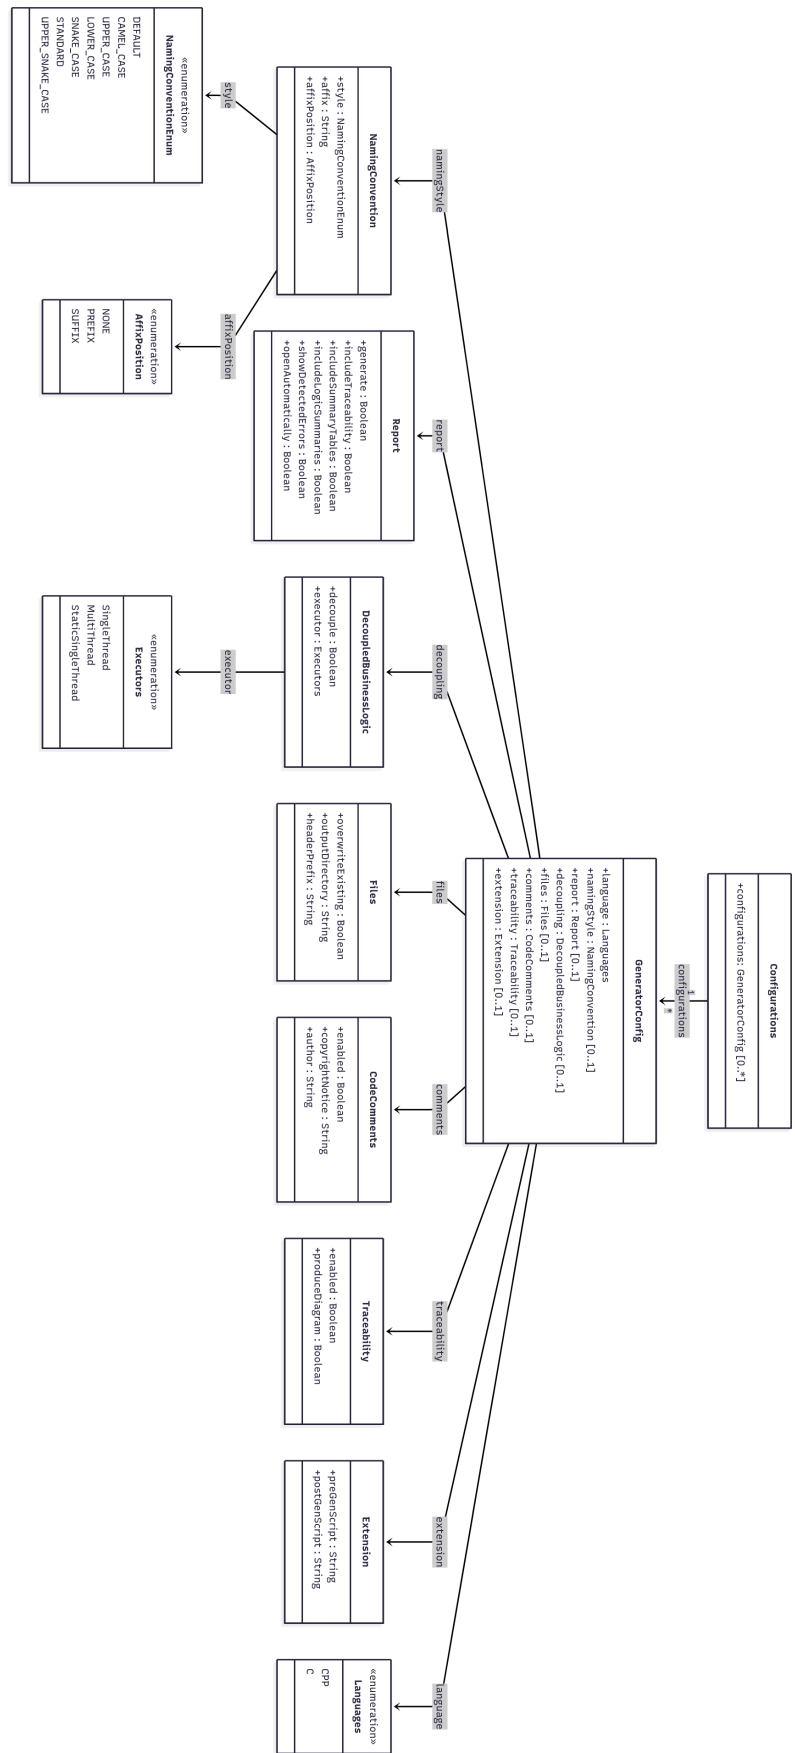 Configurations
+configurations: GeneratorConfig [0..*]
1
configurations
*
GeneratorConfig
+language : Languages
+namingStyle : NamingConvention [0..1]
+report : Report [0..1]
+decoupling : DecoupledBusinessLogic [0..1]
+files : Files [0..1]
+comments : CodeComments [0..1]
+traceability : Traceability [0..1]
+extension : Extension [0..1]
namingStyle
report
decoupling
files
comments
traceability
extension
language
NamingConvention
+style : NamingConventionEnum
+affix : String
+affixPosition : AffixPosition
Report
+generate : Boolean
+includeTraceability : Boolean
+includeSummaryTables : Boolean
+includeLogicSummaries : Boolean
+showDetectedErrors : Boolean
+openAutomatically : Boolean
DecoupledBusinessLogic
+decouple : Boolean
+executor : Executors
Files
+overwriteExisting : Boolean
+outputDirectory : String
+headerPrefix : String
CodeComments
+enabled : Boolean
+copyrightNotice : String
+author : String
Traceability
+enabled : Boolean
+produceDiagram : Boolean
Extension
+preGenScript : String
+postGenScript : String
«enumeration»
Languages
CPP
C
style
affixPosition
executor
«enumeration»
NamingConventionEnum
DEFAULT
CAMEL_CASE
UPPER_CASE
LOWER_CASE
SNAKE_CASE
STANDARD
UPPER_SNAKE_CASE
«enumeration»
AffixPosition
NONE
PREFIX
SUFFIX
«enumeration»
Executors
SingleThread
MultiThread
StaticSingleThread